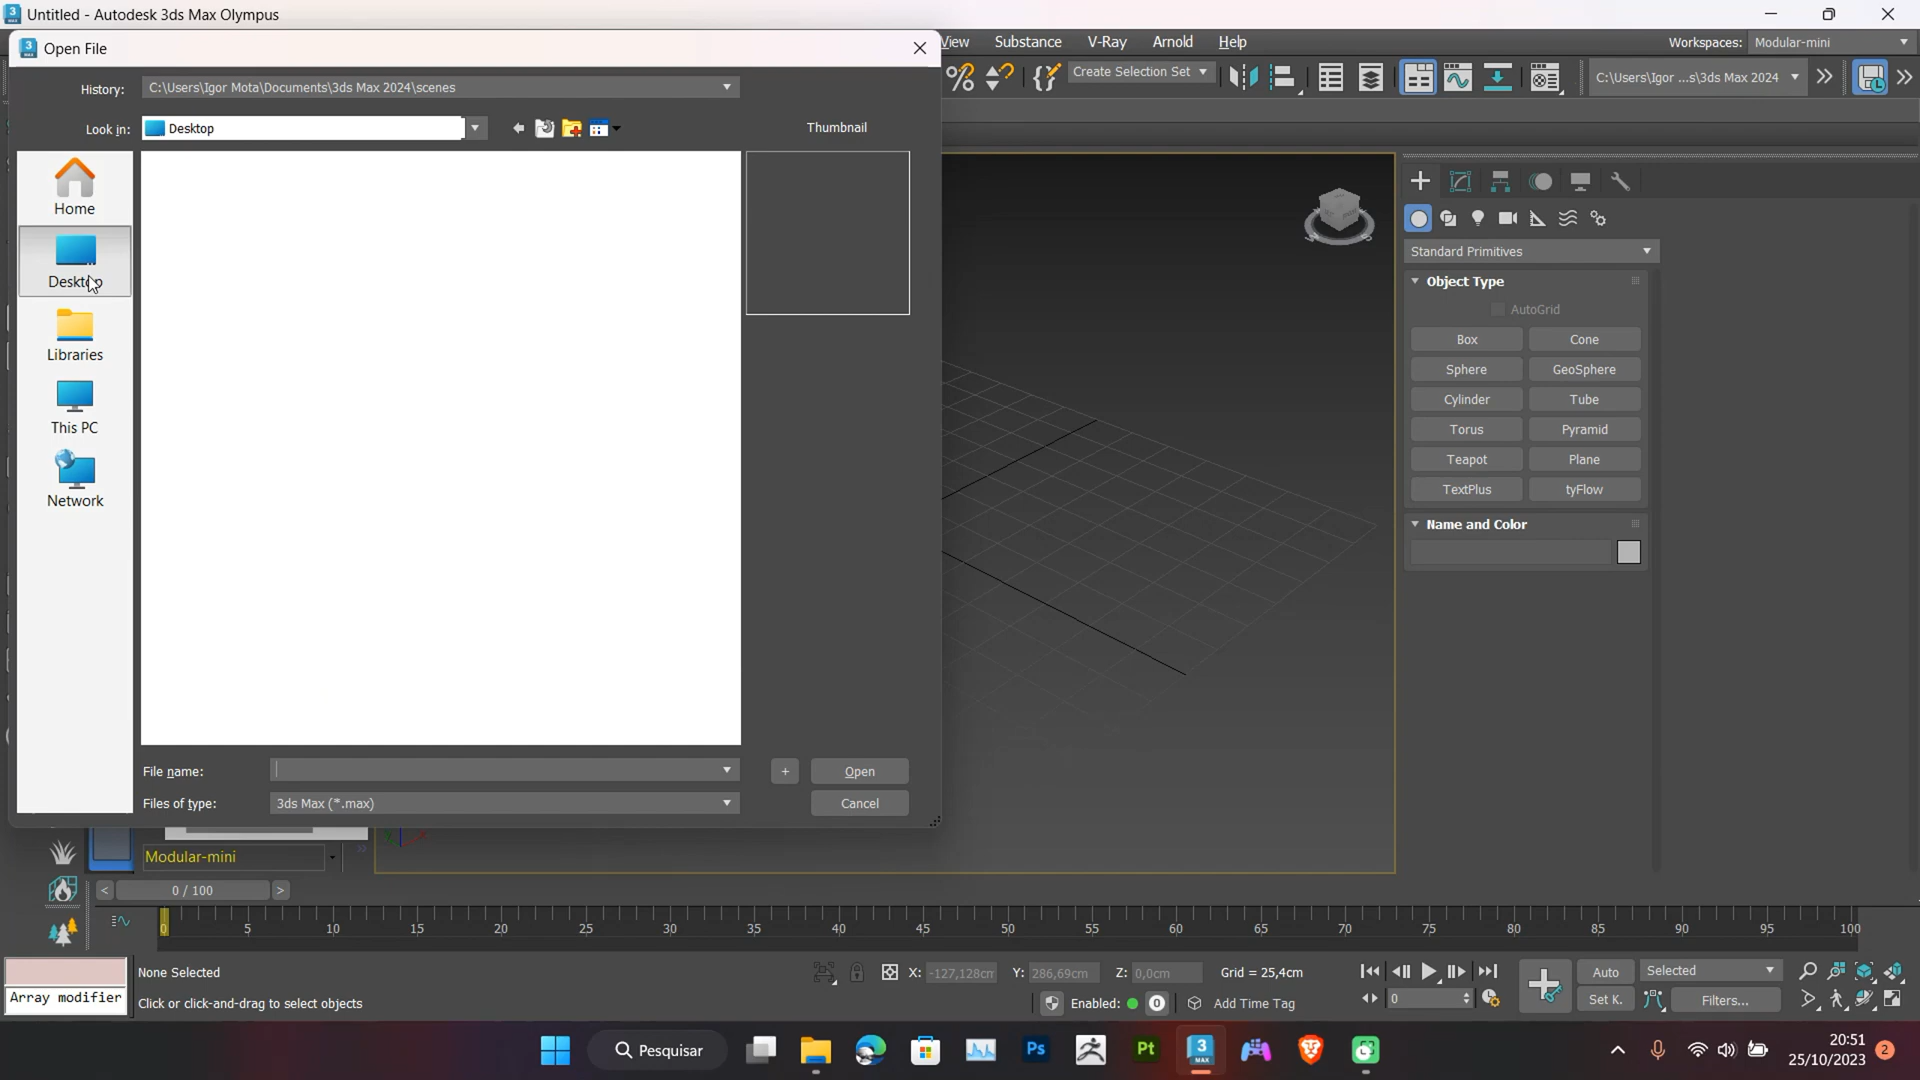 Untitled - Autodesk 3ds Max Olympus
Open File
View Substance V-Ray Arnold Help
Workspaces: Modular-mini
History: C:\Users\Igor Mota\Documents\3ds Max 2024\scenes
Create Selection Set
C:\Users\Igor ...s\3ds Max 2024
Look in: Desktop
Thumbnail
Home
Desktop
Libraries
This PC
Network
Standard Primitives
Object Type
AutoGrid
Box Cone
Sphere GeoSphere
Cylinder Tube
Torus Pyramid
Teapot Plane
TextPlus tyFlow
Name and Color
File name:
+ Open
Files of type: 3ds Max (*.max)
Cancel
Modular-mini
< 0 / 100 >
0 5 10 15 20 25 30 35 40 45 50 55 60 65 70 75 80 85 90 95 100
None Selected
X: -127,128cm Y: 286,69cm Z: 0,0cm Grid = 25,4cm
Auto Selected
Array modifier
Click or click-and-drag to select objects
Enabled: 0 Add Time Tag
0
Set K. Filters...
Pesquisar
Ps
Pt
3
MAX
20:51
25/10/2023
2